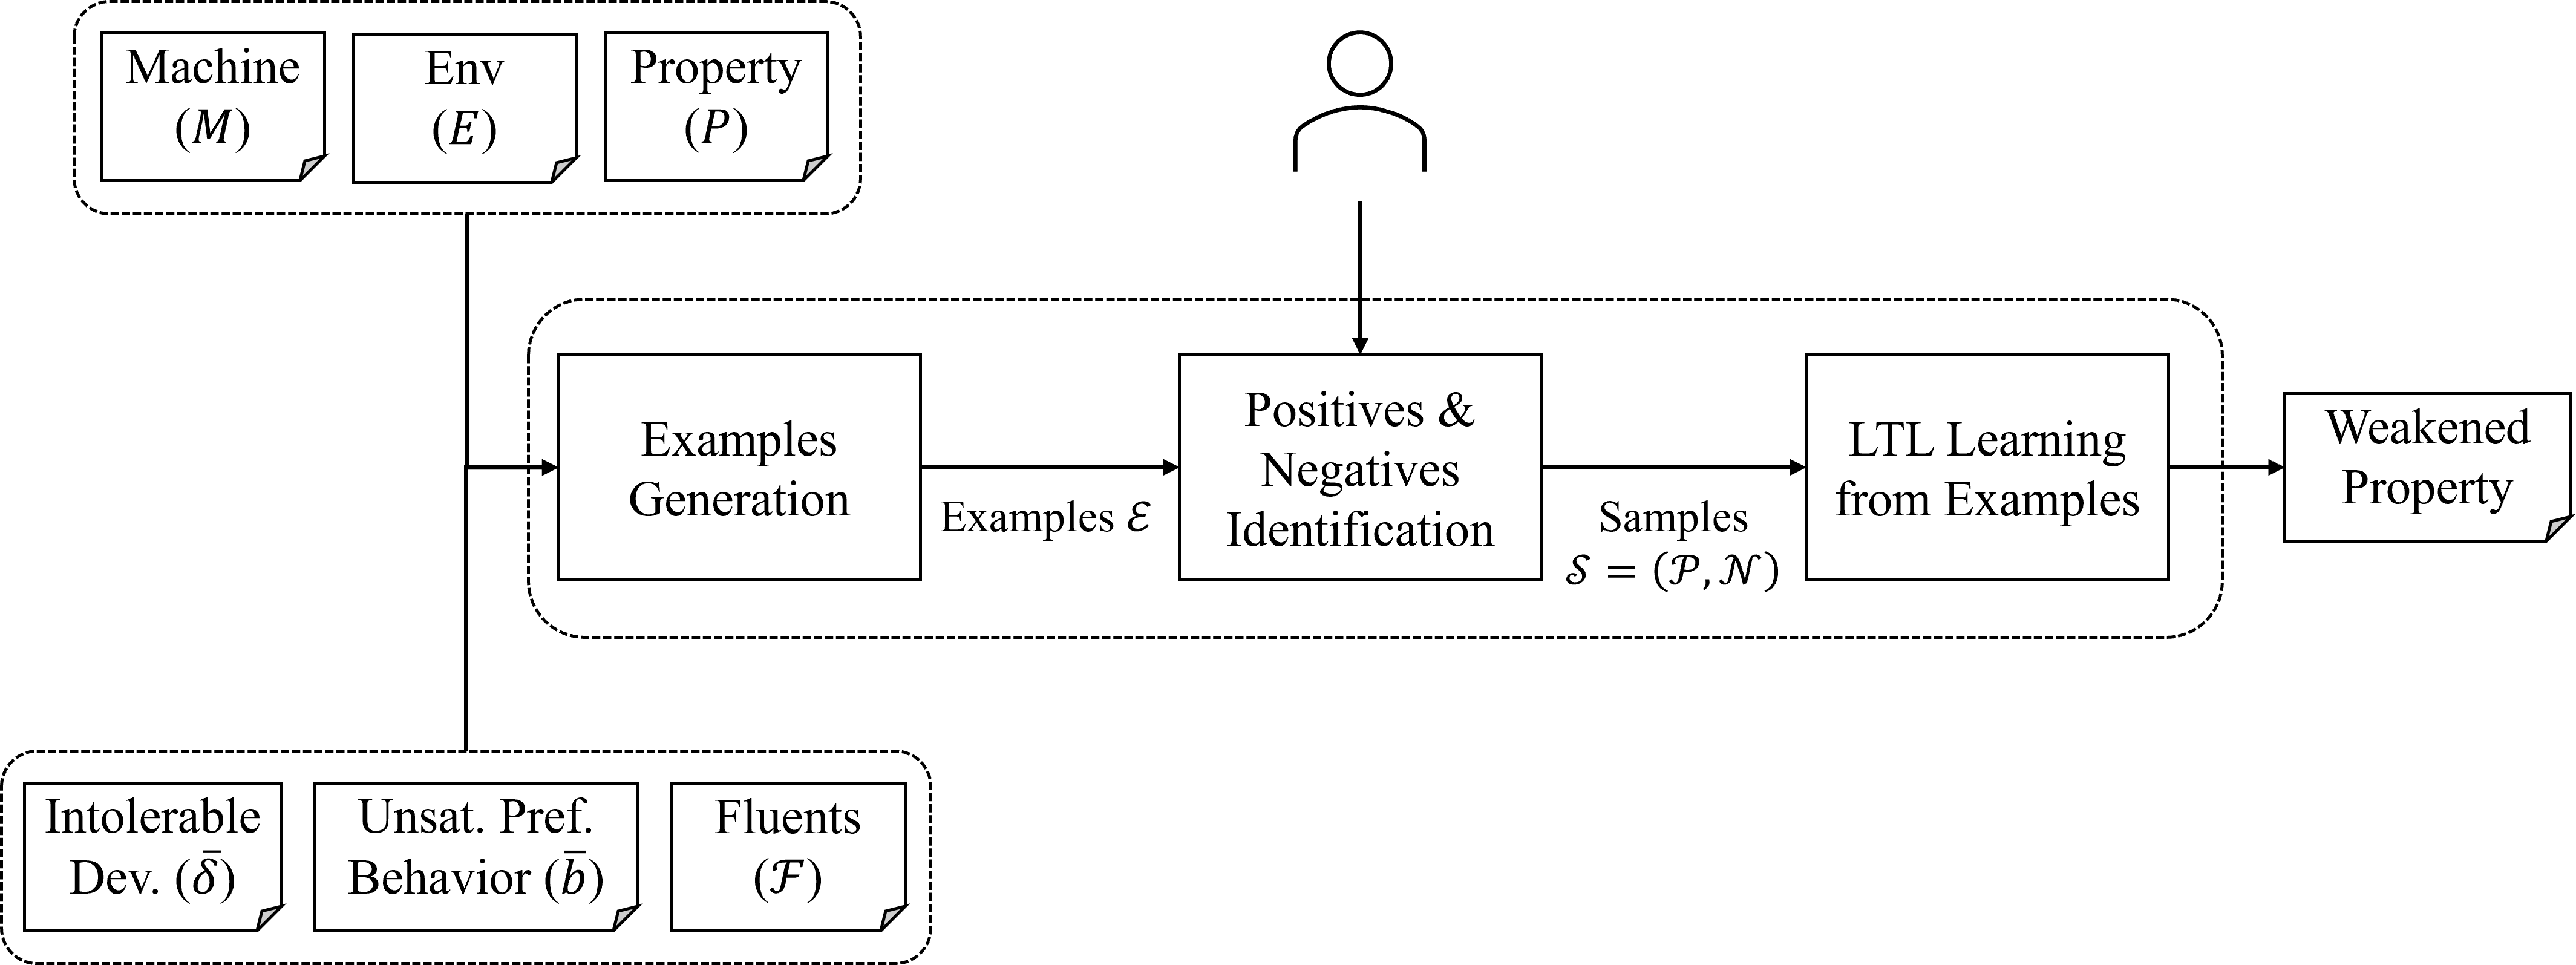 Machine
(M)
Env
(E)
Property
(P)
Examples
Generation
Examples ℰ
Positives &
Negatives
Identification
Samples
𝒮 = (𝒫, 𝒩)
LTL Learning
from Examples
Weakened
Property
Intolerable
Dev. (δ̄)
Unsat. Pref.
Behavior (b̄)
Fluents
(ℱ)